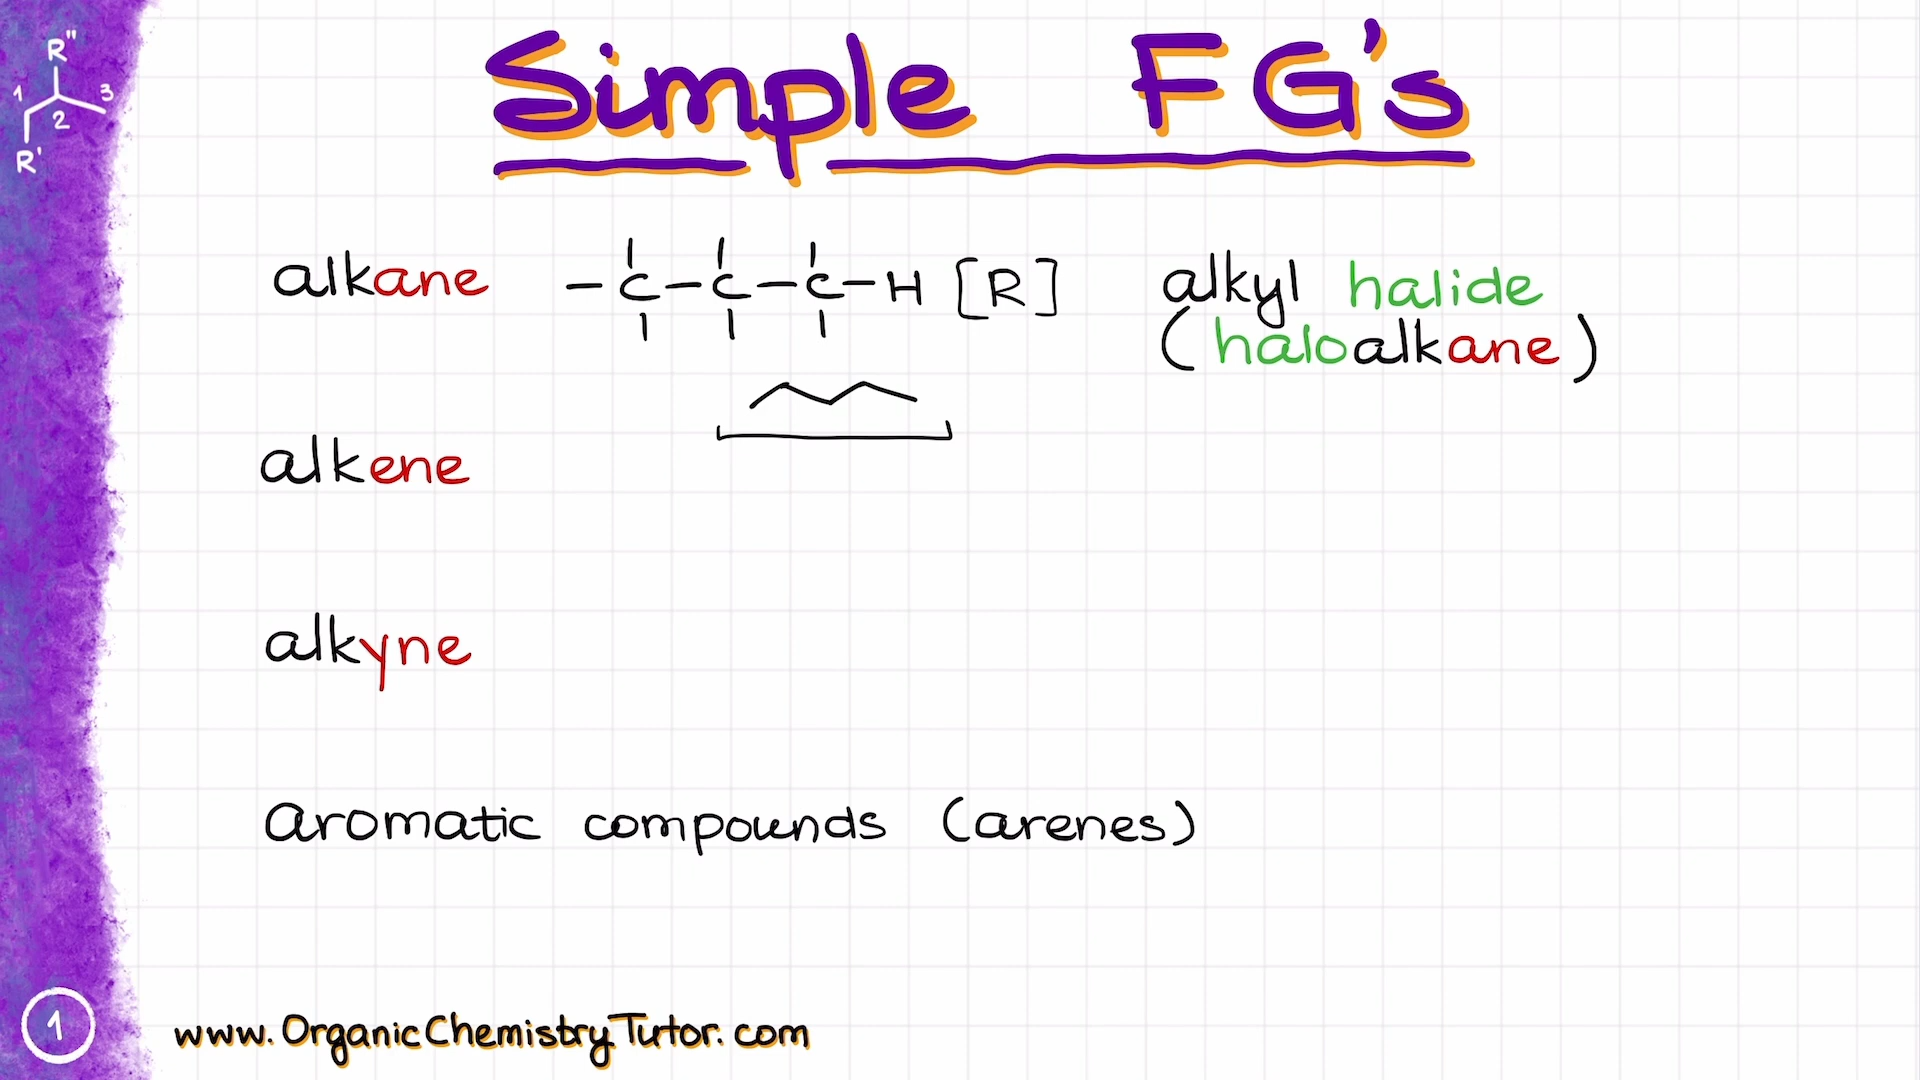 Simple FG's
R"
1 3
2
R'
alkane -C-C-C-H [R] alkyl halide
(haloalkane)
alkene
alkyne
aromatic compounds (arenes)
1
www.OrganicChemistryTutor.com